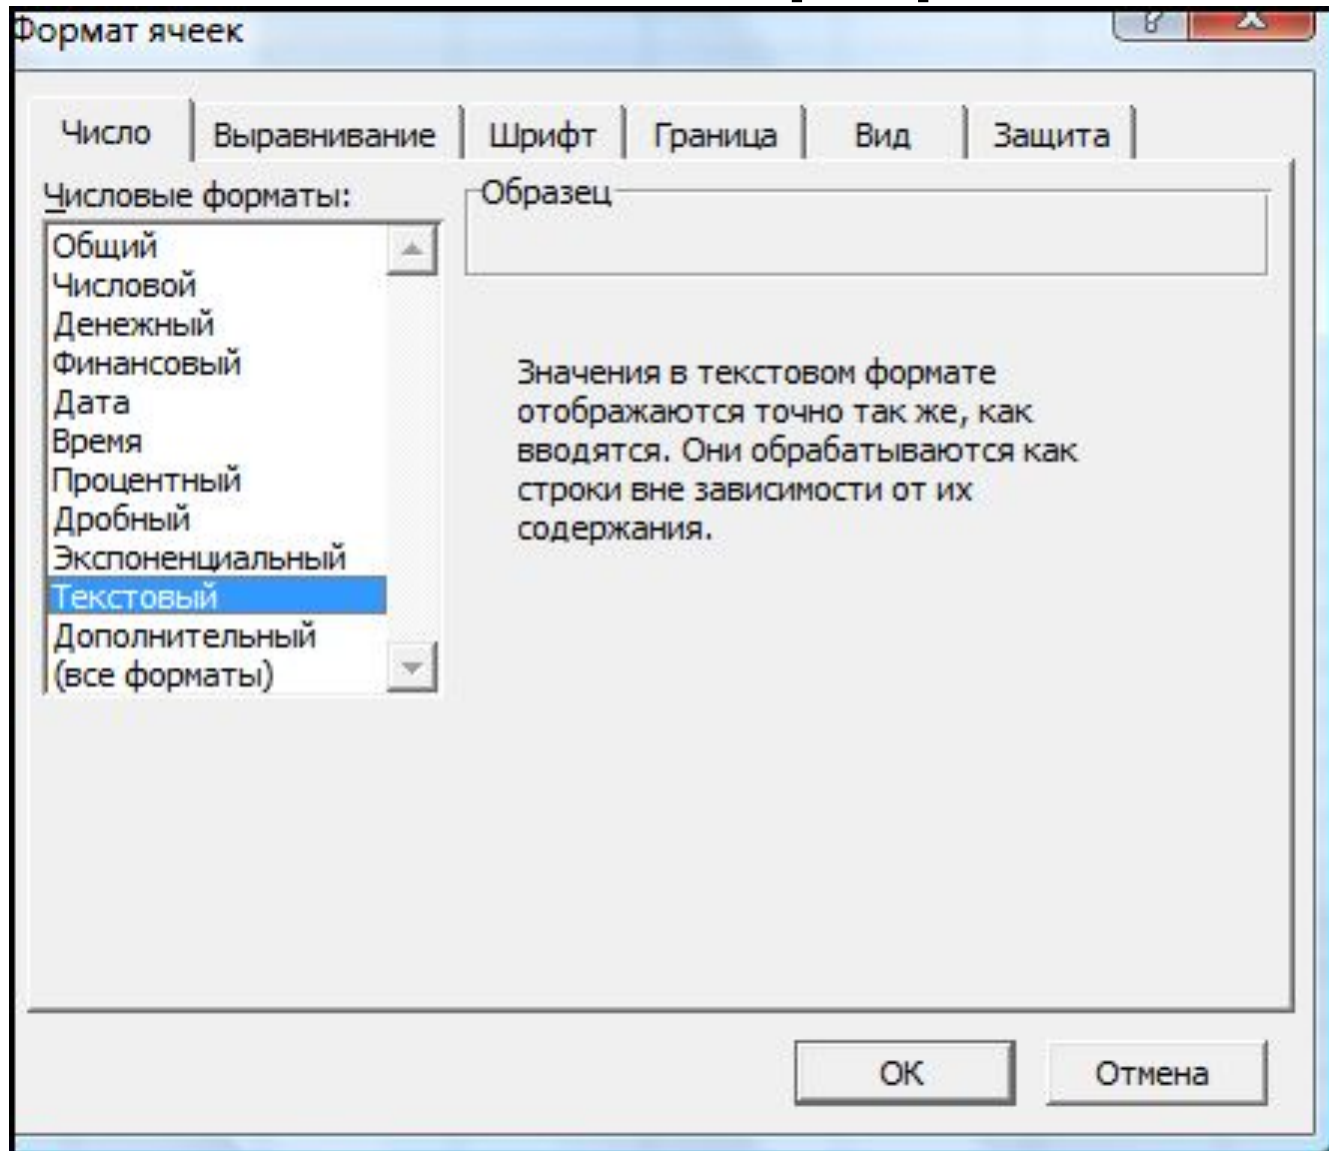 Формат ячеек
Число Выравнивание Шрифт Граница Вид Защита
Числовые форматы:
Образец
Общий
Числовой
Денежный
Финансовый
Дата
Время
Процентный
Дробный
Экспоненциальный
Текстовый
Дополнительный
(все форматы)
Значения в текстовом формате
отображаются точно так же, как
вводятся. Они обрабатываются как
строки вне зависимости от их
содержания.
ОК Отмена